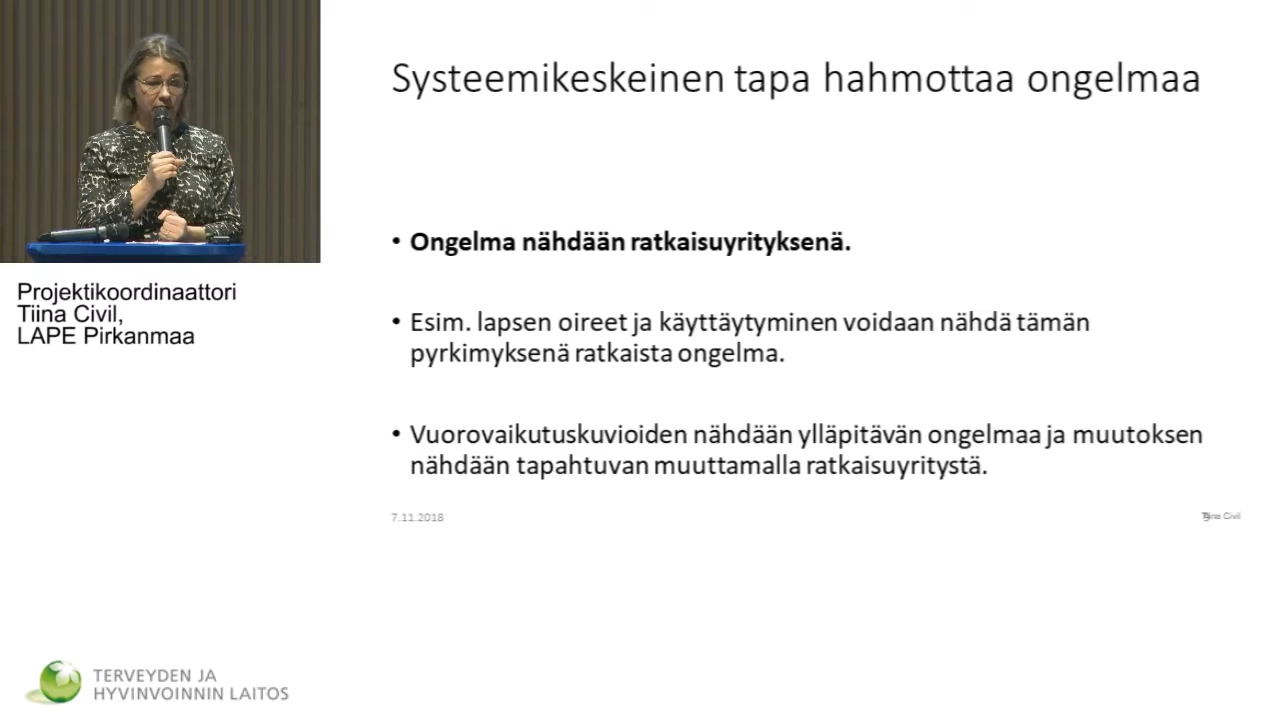 Systeemikeskeinen tapa hahmottaa ongelmaa
• Ongelma nähdään ratkaisuyrityksenä.
• Esim. lapsen oireet ja käyttäytyminen voidaan nähdä tämän
pyrkimyksenä ratkaista ongelma.
• Vuorovaikutuskuvioiden nähdään ylläpitävän ongelmaa ja muutoksen
nähdään tapahtuvan muuttamalla ratkaisuyritystä.
7.11.2018
Tiina Civil
Projektikoordinaattori
Tiina Civil,
LAPE Pirkanmaa
TERVEYDEN JA
HYVINVOINNIN LAITOS